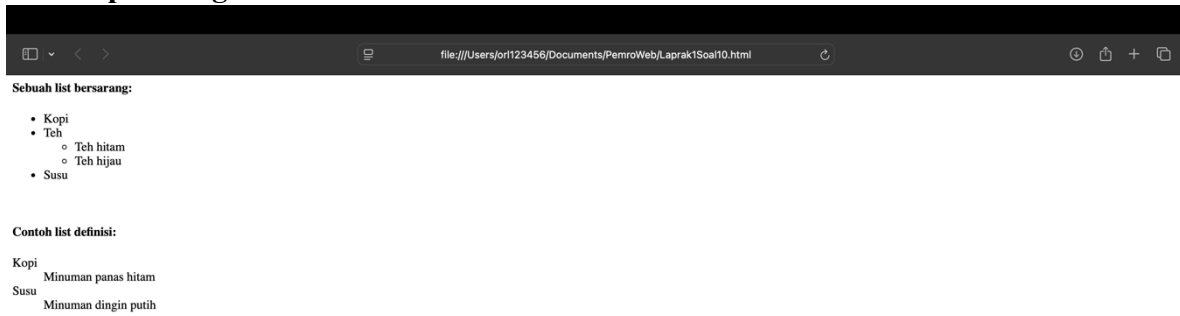 file:///Users/orl123456/Documents/PemroWeb/Laprak1Soal10.html
Sebuah list bersarang:
Kopi
Teh
Teh hitam
Teh hijau
Susu
Contoh list definisi:
Kopi
Minuman panas hitam
Susu
Minuman dingin putih